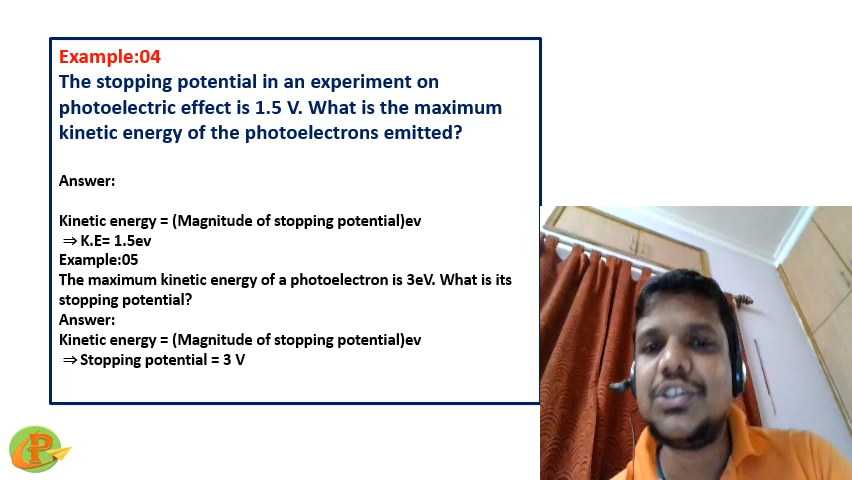 Example:04
The stopping potential in an experiment on
photoelectric effect is 1.5 V. What is the maximum
kinetic energy of the photoelectrons emitted?
Answer:
Kinetic energy = (Magnitude of stopping potential)ev
⇒ K.E= 1.5ev
Example:05
The maximum kinetic energy of a photoelectron is 3eV. What is its
stopping potential?
Answer:
Kinetic energy = (Magnitude of stopping potential)ev
⇒ Stopping potential = 3 V
P